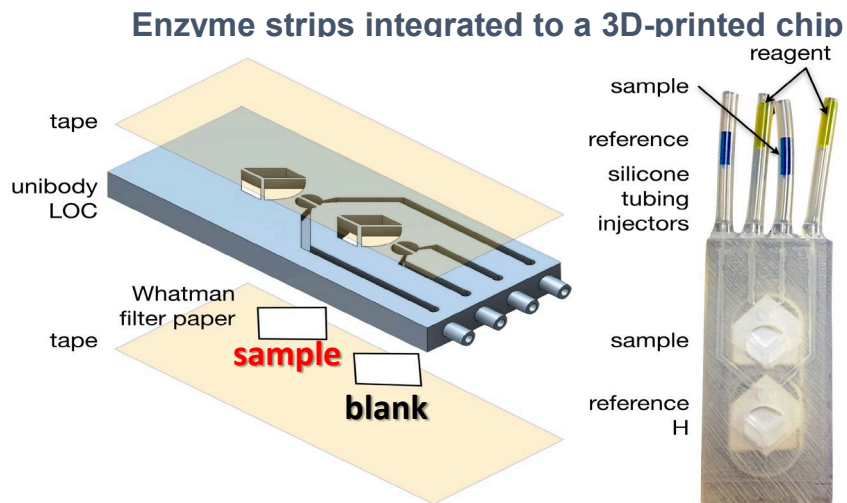 Enzyme strips integrated to a 3D-printed chip
tape
unibody
LOC
Whatman
filter paper
tape
sample
blank
reagent
sample
reference
silicone
tubing
injectors
sample
reference
H